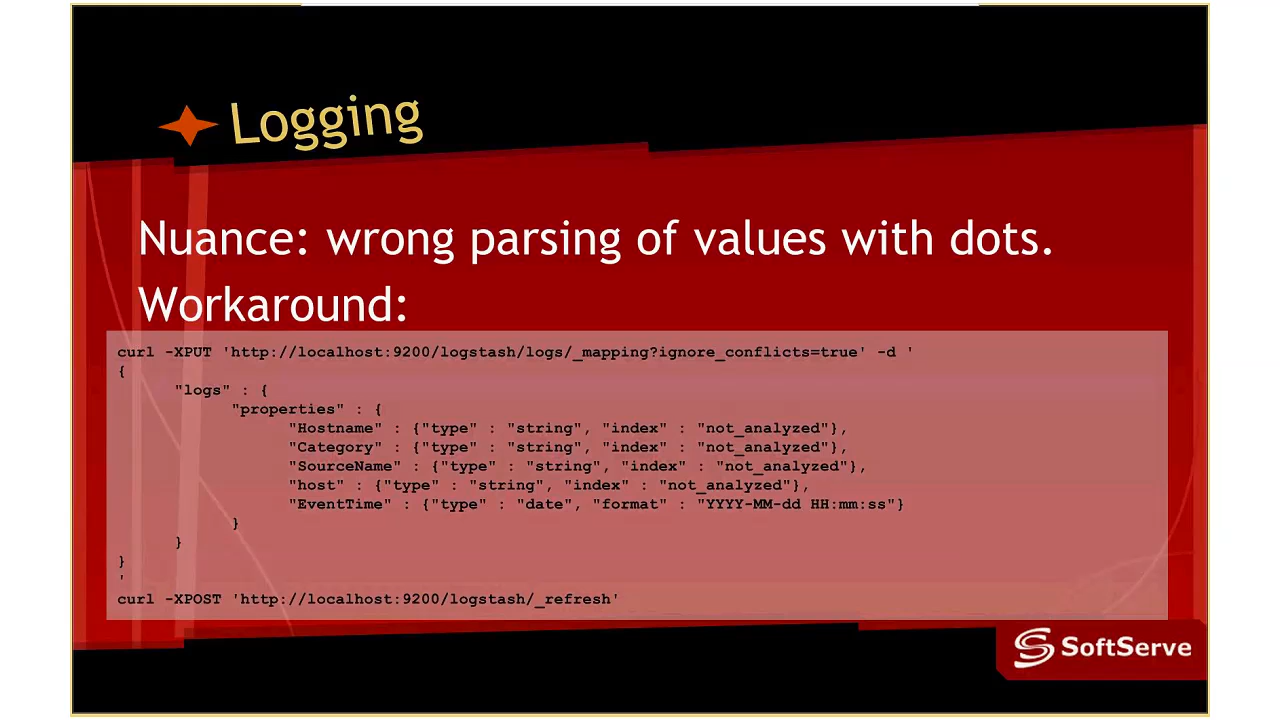 Logging
Nuance: wrong parsing of values with dots.
Workaround:
curl -XPUT 'http://localhost:9200/logstash/logs/_mapping?ignore_conflicts=true' -d '
{
"logs" : {
"properties" : {
"Hostname" : {"type" : "string", "index" : "not_analyzed"},
"Category" : {"type" : "string", "index" : "not_analyzed"},
"SourceName" : {"type" : "string", "index" : "not_analyzed"},
"host" : {"type" : "string", "index" : "not_analyzed"},
"EventTime" : {"type" : "date", "format" : "YYYY-MM-dd HH:mm:ss"}
}
}
}
'
curl -XPOST 'http://localhost:9200/logstash/_refresh'
SoftServe